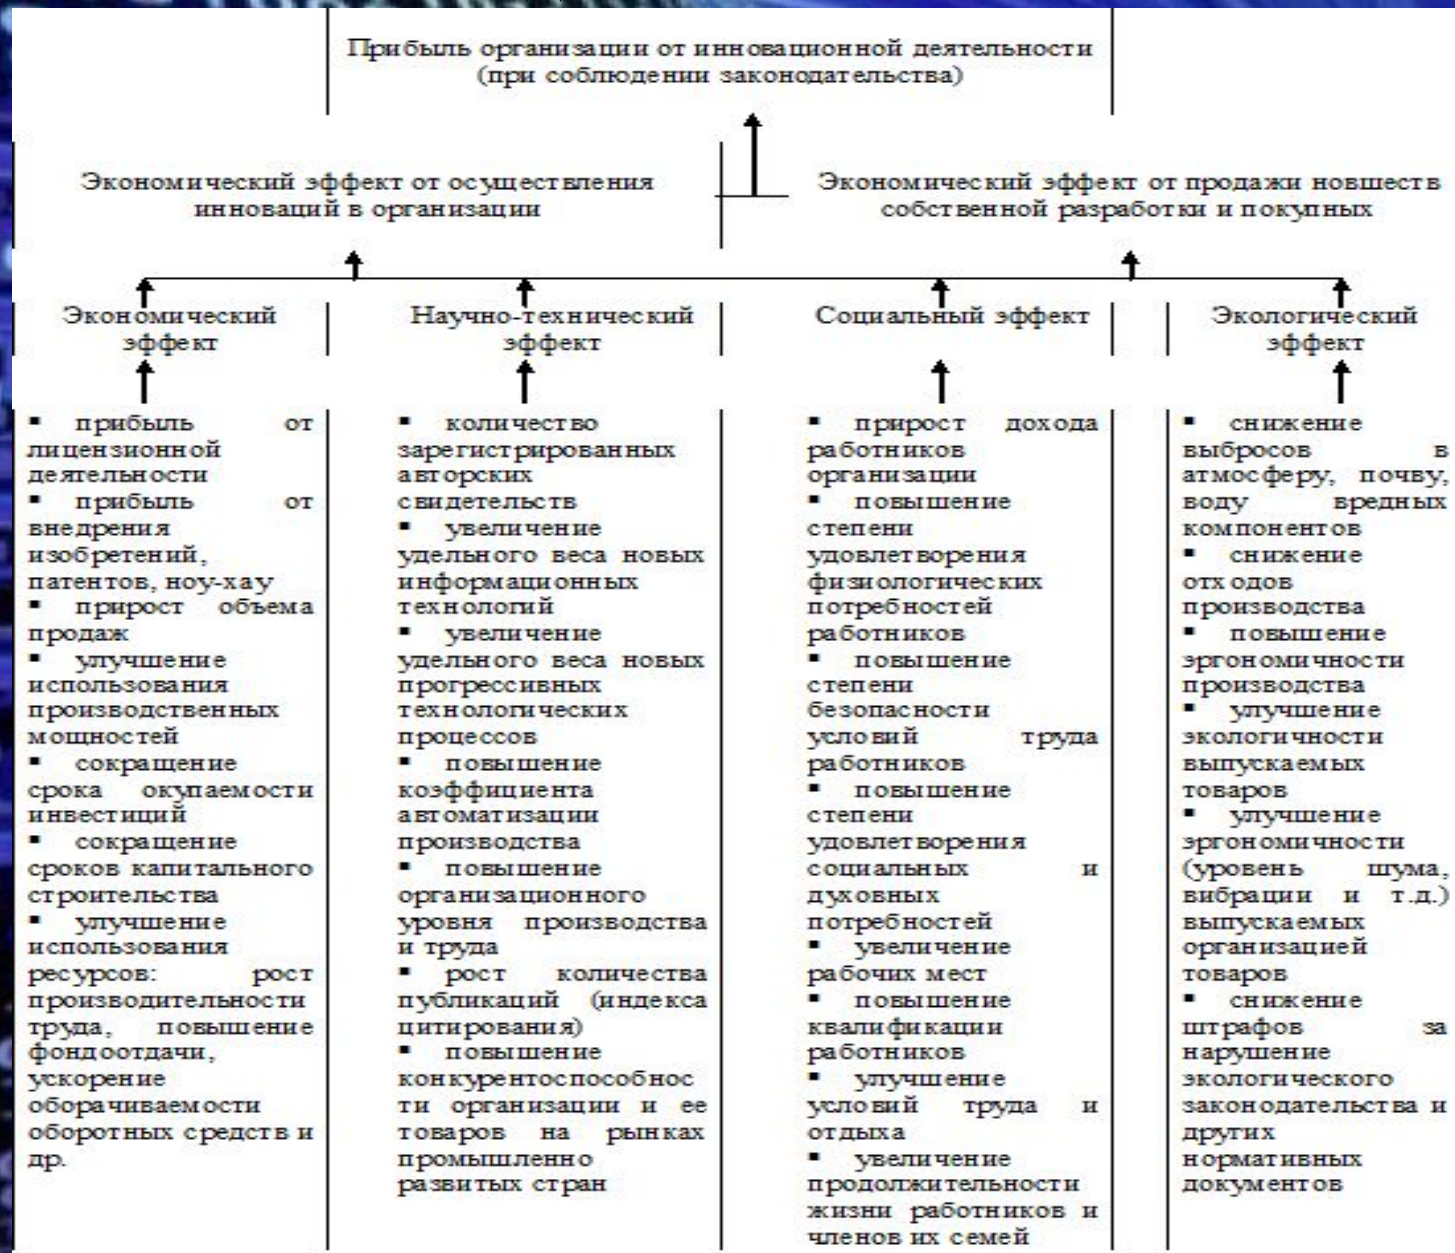 Прибыль организации от инновационной деятельности
(при соблюдении законодательства)
Экономический эффект от осуществления
инноваций в организации
Экономический эффект от продажи новшеств
собственной разработки и покупных
Экономический
эффект
Научно-технический
эффект
Социальный эффект
Экологический
эффект
▪ прибыль от
лицензионной
деятельности
▪ прибыль от
внедрения
изобретений,
патентов, ноу-хау
▪ прирост объема
продаж
▪ улучшение
использования
производственных
мощностей
▪ сокращение
срока окупаемости
инвестиций
▪ сокращение
сроков капитального
строительства
▪ улучшение
использования
ресурсов: рост
производительности
труда, повышение
фондоотдачи,
ускорение
оборачиваемости
оборотных средств и
др.
▪ количество
зарегистрированных
авторских
свидетельств
▪ увеличение
удельного веса новых
информационных
технологий
▪ увеличение
удельного веса новых
прогрессивных
технологических
процессов
▪ повышение
коэффициента
автоматизации
производства
▪ повышение
организационного
уровня производства
и труда
▪ рост количества
публикаций (индекса
цитирования)
▪ повышение
конкурентоспособнос
ти организации и ее
товаров на рынках
промышленно
развитых стран
▪ прирост дохода
работников
организации
▪ повышение
степени
удовлетворения
физиологических
потребностей
работников
▪ повышение
степени
безопасности
условий труда
работников
▪ повышение
степени
удовлетворения
социальных и
духовных
потребностей
▪ увеличение
рабочих мест
▪ повышение
квалификации
работников
▪ улучшение
условий труда и
отдыха
▪ увеличение
продолжительности
жизни работников и
членов их семей
▪ снижение
выбросов в
атмосферу, почву,
воду вредных
компонентов
▪ снижение
отходов
производства
▪ повышение
эргономичности
производства
▪ улучшение
экологичности
выпускаемых
товаров
▪ улучшение
эргономичности
(уровень шума,
вибрации и т.д.)
выпускаемых
организацией
товаров
▪ снижение
штрафов за
нарушение
экологического
законодательства и
других
нормативных
документов